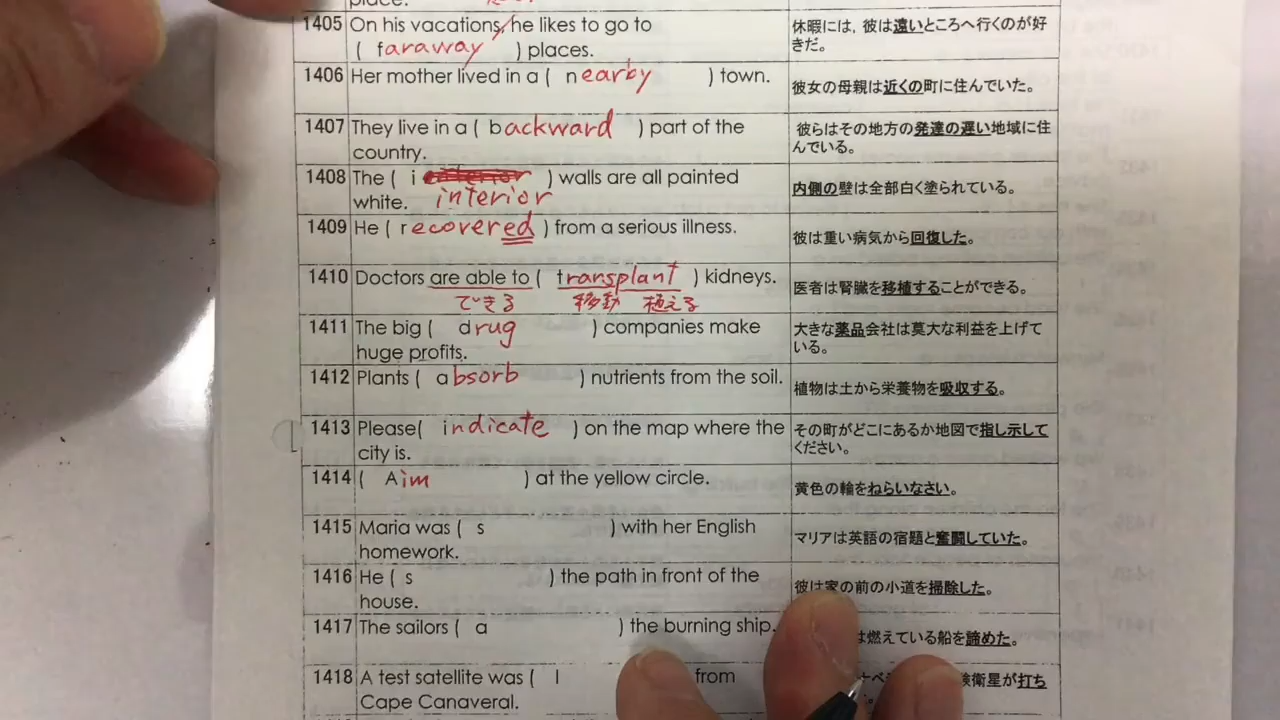 place.
1405 On his vacations, he likes to go to
( faraway ) places.
休暇には，彼は遠いところへ行くのが好
きだ。
1406 Her mother lived in a ( nearby ) town.
彼女の母親は近くの町に住んでいた。
1407 They live in a ( backward ) part of the
country.
彼らはその地方の発達の遅い地域に住
んでいる。
1408 The ( i ) walls are all painted
white. interior
内側の壁は全部白く塗られている。
1409 He ( recovered ) from a serious illness.
彼は重い病気から回復した。
1410 Doctors are able to ( transplant ) kidneys.
できる 移動 植える
医者は腎臓を移植することができる。
1411 The big ( drug ) companies make
huge profits.
大きな薬品会社は莫大な利益を上げて
いる。
1412 Plants ( absorb ) nutrients from the soil.
植物は土から栄養物を吸収する。
1413 Please( indicate ) on the map where the
city is.
その町がどこにあるか地図で指し示して
ください。
1414 ( Aim ) at the yellow circle.
黄色の輪をねらいなさい。
1415 Maria was ( s ) with her English
homework.
マリアは英語の宿題と奮闘していた。
1416 He ( s ) the path in front of the
house.
彼は家の前の小道を掃除した。
1417 The sailors ( a ) the burning ship.
は燃えている船を諦めた。
1418 A test satellite was ( l from
Cape Canaveral.
衛星が打ち